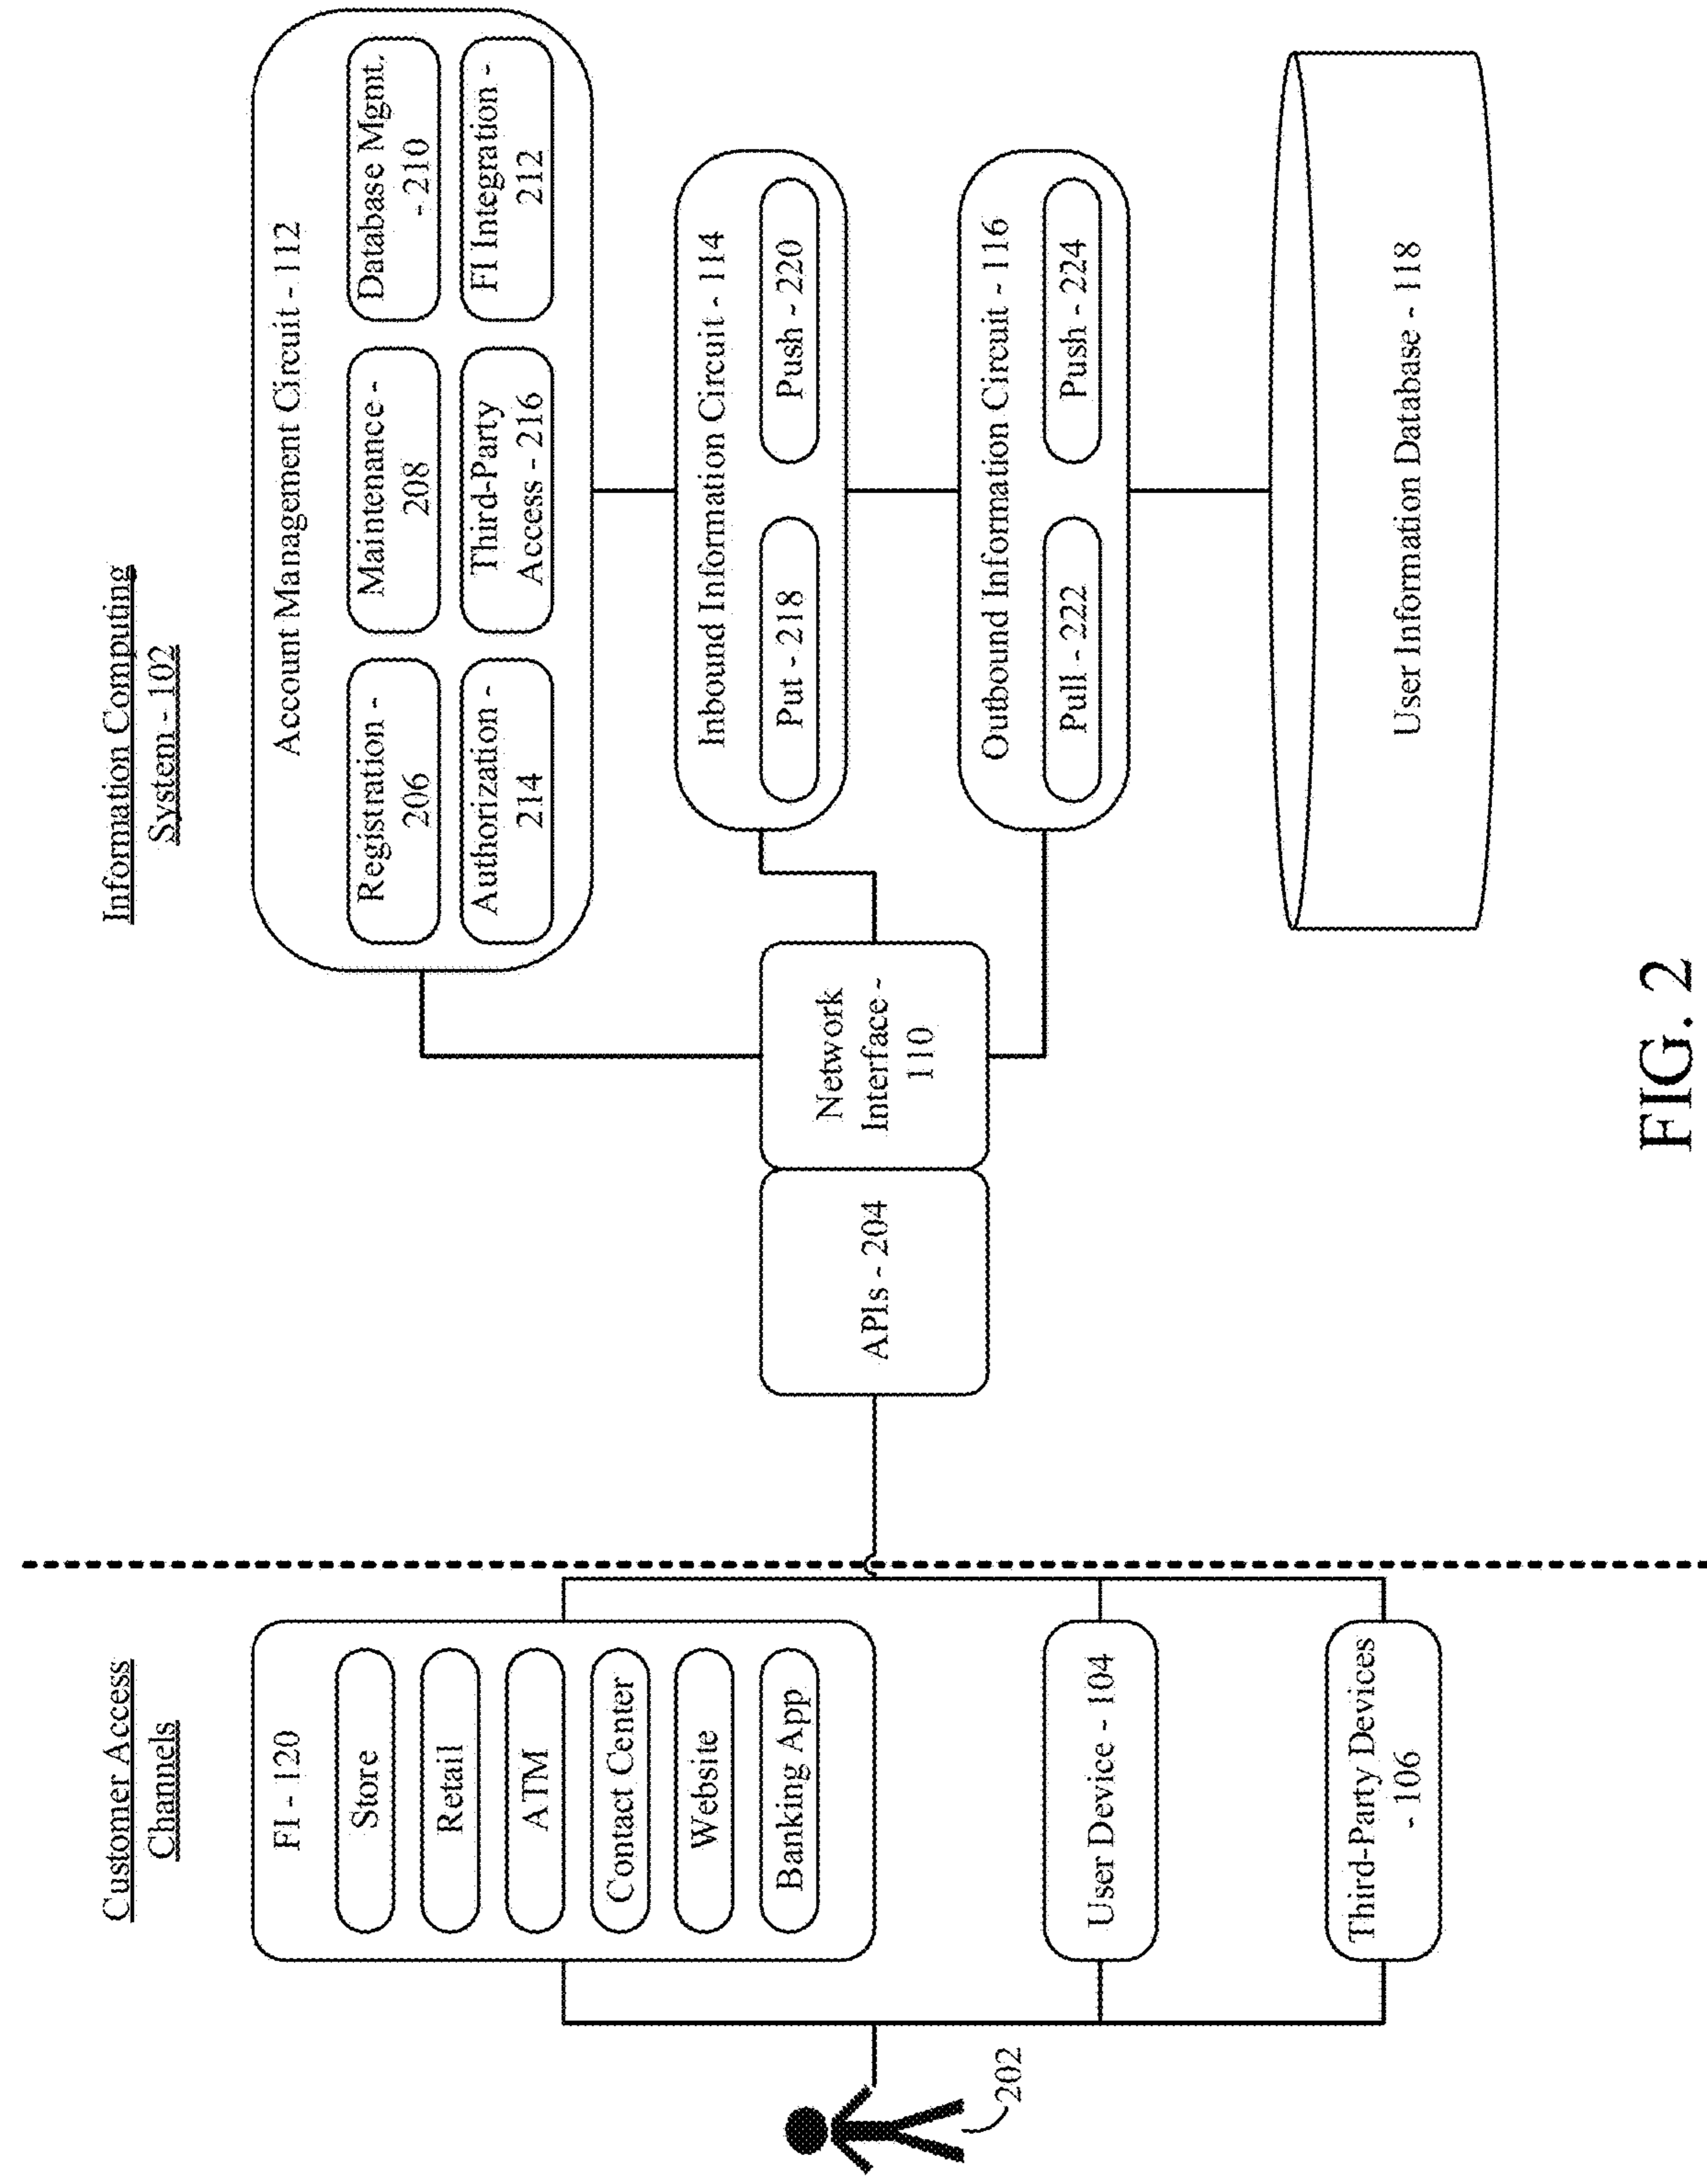 Customer Access
Channels
FI - 120
Store
Retail
ATM
Contact Center
Website
Banking App
User Device - 104
Third-Party Devices
- 106
202
Information Computing
System - 102
APIs - 204
Network
Interface -
110
Account Management Circuit - 112
Registration -
206
Maintenance -
208
Database Mgmt.
- 210
Authorization -
214
Third-Party
Access - 216
FI Integration -
212
Inbound Information Circuit - 114
Put - 218
Push - 220
Outbound Information Circuit - 116
Pull - 222
Push - 224
User Information Database - 118
FIG. 2